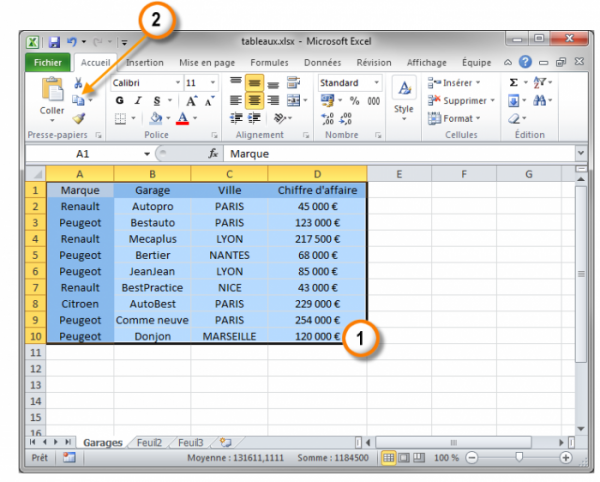 2
tableaux.xlsx - Microsoft Excel
Fichier Accueil Insertion Mise en page Formules Données Révision Affichage Équipe
Calibri 11 Standard Σ
Insérer
Coller G I S A A % 000 Style Supprimer
A Format
Presse-papiers Police Alignement Nombre Cellules Édition
A1 fx Marque
A B C D E F G
1 Marque Garage Ville Chiffre d'affaire
2 Renault Autopro PARIS 45 000 €
3 Peugeot Bestauto PARIS 123 000 €
4 Renault Mecaplus LYON 217 500 €
5 Peugeot Bertier NANTES 68 000 €
6 Peugeot JeanJean LYON 85 000 €
7 Renault BestPractice NICE 43 000 €
8 Citroen AutoBest PARIS 229 000 €
9 Peugeot Comme neuve PARIS 254 000 €
10 Peugeot Donjon MARSEILLE 120 000 € 1
11
12
13
14
15
16
Garages Feuil2 Feuil3
Prêt Moyenne : 131611,1111 Somme : 1184500 100 %